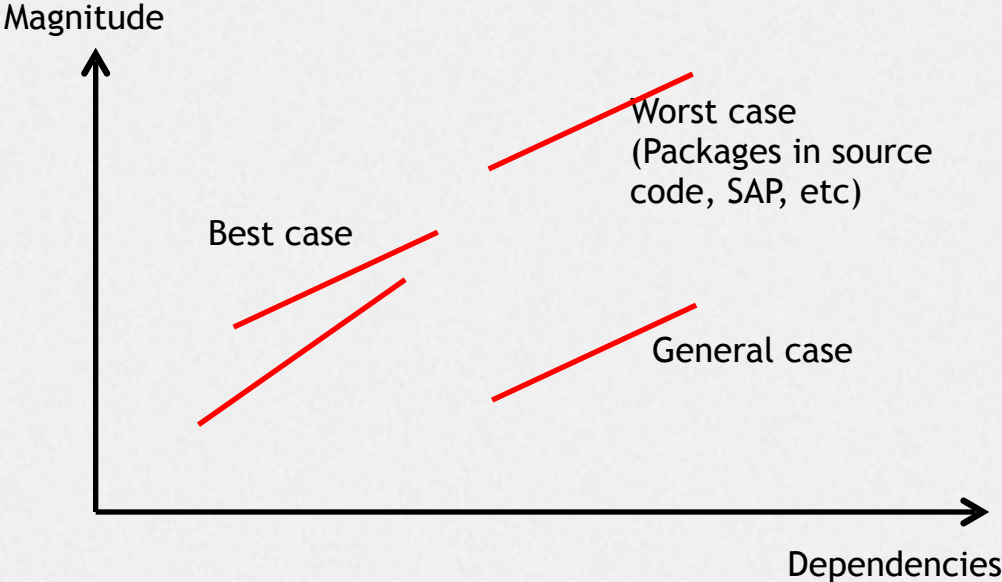 Magnitude
Worst case
(Packages in source
code, SAP, etc)
Best case
General case
Dependencies